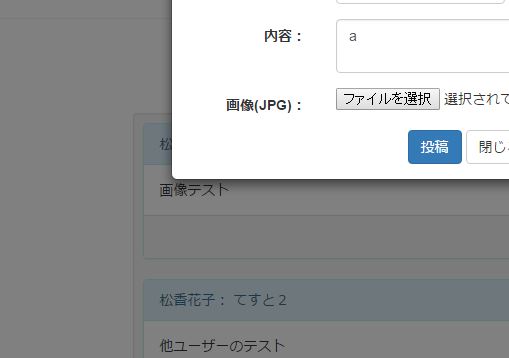 内容： a
画像(JPG)： ファイルを選択 選択されて
投稿 閉じ
松
画像テスト
松香花子： てすと２
他ユーザーのテスト